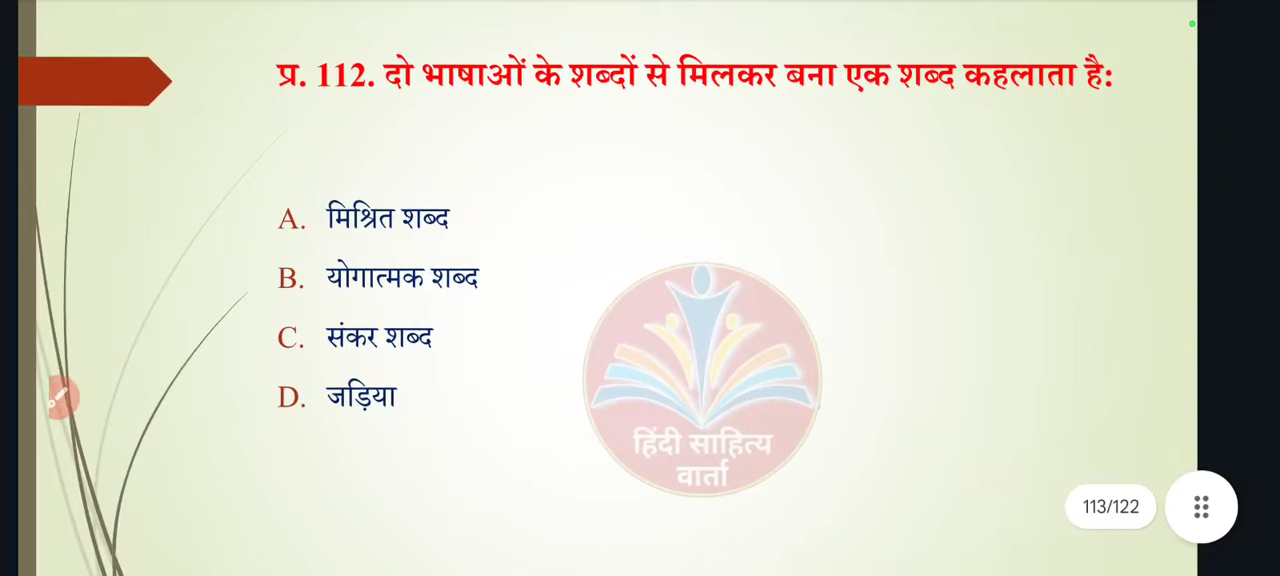 प्र. 112. दो भाषाओं के शब्दों से मिलकर बना एक शब्द कहलाता है:
A. मिश्रित शब्द
B. योगात्मक शब्द
C. संकर शब्द
D. जड़िया
हिंदी साहित्य
वार्ता
113/122